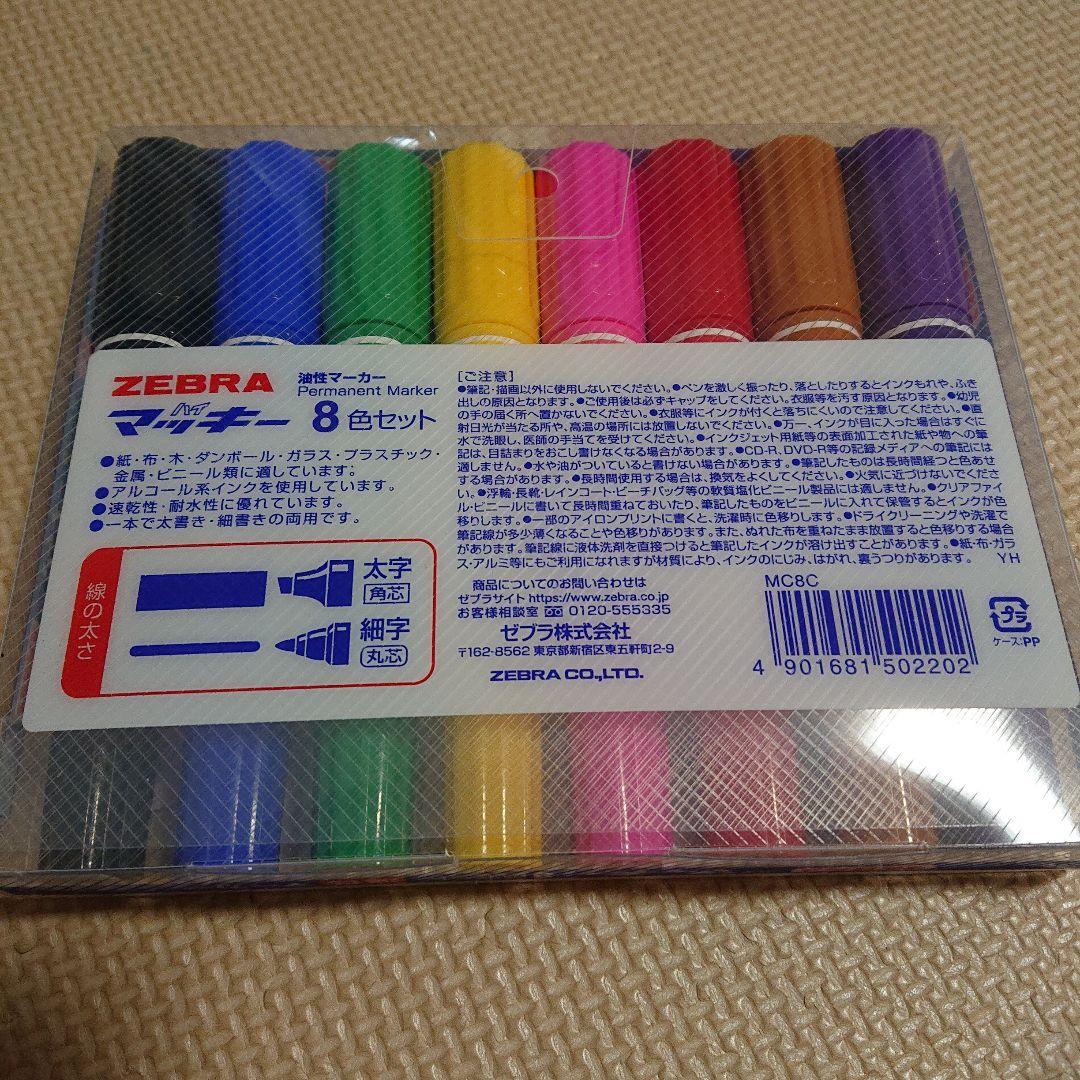 ZEBRA 油性マーカー
Permanent Marker
ハイ
マッキー 8色セット
●紙・布・木・ダンボール・ガラス・プラスチック・
金属・ビニール類に適しています。
●アルコール系インクを使用しています。
●速乾性・耐水性に優れています。
●一本で太書き・細書きの両用です。
線の太さ
太字
角芯
細字
丸芯
[ご注意]
●筆記・描画以外に使用しないでください。●ペンを激しく振ったり、落としたりするとインクもれや、ふき
出しの原因となります。●ご使用後は必ずキャップをしてください。衣服等を汚す原因となります。●幼児
の手の届く所へ置かないでください。●衣服等にインクが付くと落ちにくいので注意してください。●直
射日光が当たる所や、高温の場所には放置しないでください。●万一、インクが目に入った場合はすぐに
水で洗眼し、医師の手当てを受けてください。●インクジェット用紙等の表面加工された紙や物への筆
記は、目詰まりをおこし書けなくなる場合があります。●CD-R、DVD-R等の記録メディアへの筆記には
適しません。●水や油がついていると書けない場合があります。●筆記したものは長時間経つと色あせ
する場合があります。●長時間使用する場合は、換気をよくしてください。●火気に近づけないでくださ
い。●浮輪・長靴・レインコート・ビーチバッグ等の軟質塩化ビニール製品には適しません。●クリアファ
イル・ビニールに書いて長時間重ねておいたり、筆記したものをビニールに入れて保管するとインクが色
移りします。●一部のアイロンプリントに書くと、洗濯時に色移りします。●ドライクリーニングや洗濯で
筆記線が多少薄くなることや色移りがあります。また、ぬれた布を重ねたまま放置すると色移りする場合
があります。筆記線に液体洗剤を直接つけると筆記したインクが溶け出すことがあります。●紙・布・ガラ
ス・アルミ等にもご利用になれますが材質により、インクのにじみ、はがれ、裏うつりがあります。 YH
商品についてのお問い合わせは
ゼブラサイト https://www.zebra.co.jp
お客様相談室 0120-555335
ゼブラ株式会社
〒162-8562 東京都新宿区東五軒町2-9
ZEBRA CO.,LTD.
MC8C
4 901681 502202
プラ
ケース:PP